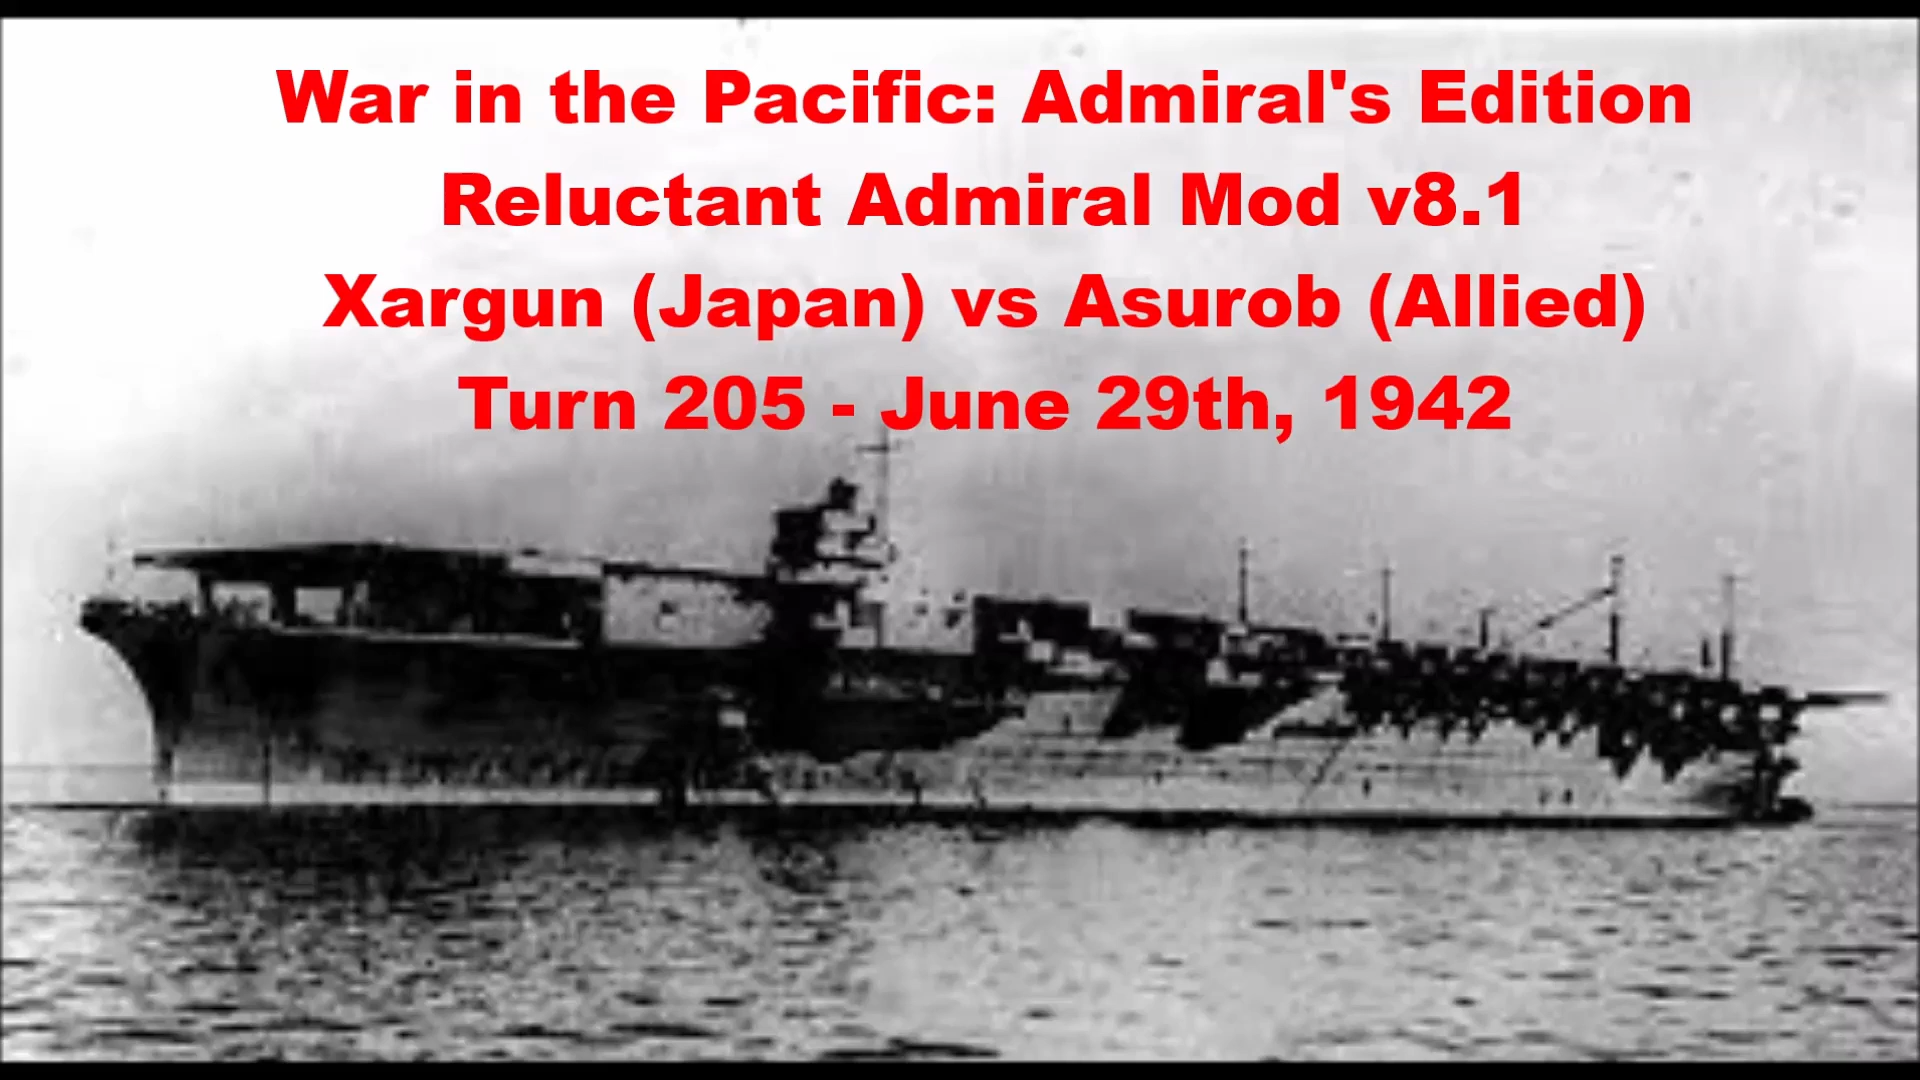 War in the Pacific: Admiral's Edition
Reluctant Admiral Mod v8.1
Xargun (Japan) vs Asurob (Allied)
Turn 205 - June 29th, 1942